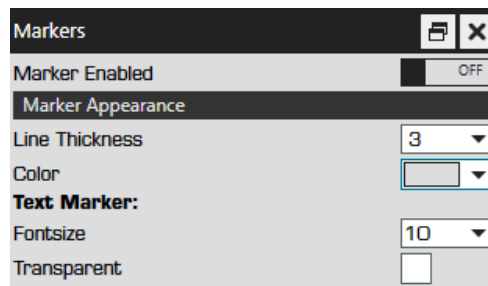 Markers
Marker Enabled OFF
Marker Appearance
Line Thickness 3
Color
Text Marker:
Fontsize 10
Transparent